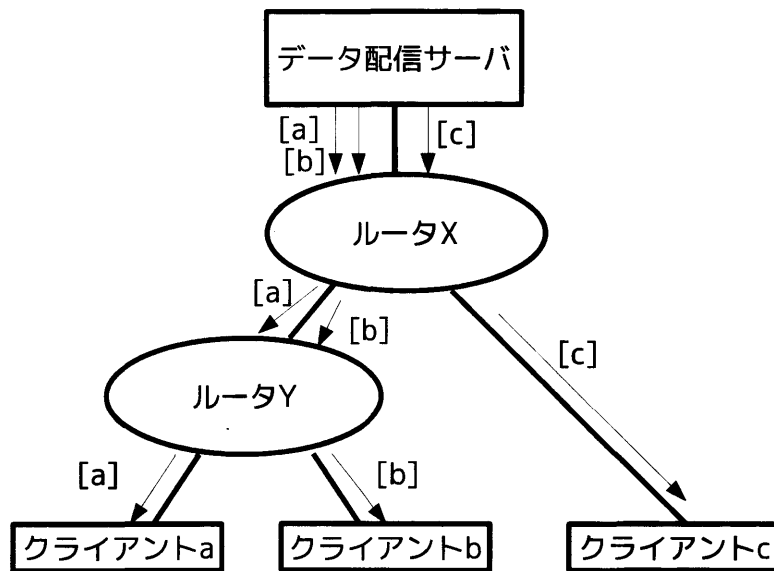 データ配信サーバ
[a]
[b]
[c]
ルータX
[a]
[b]
[c]
ルータY
[a]
[b]
クライアントa
クライアントb
クライアントc